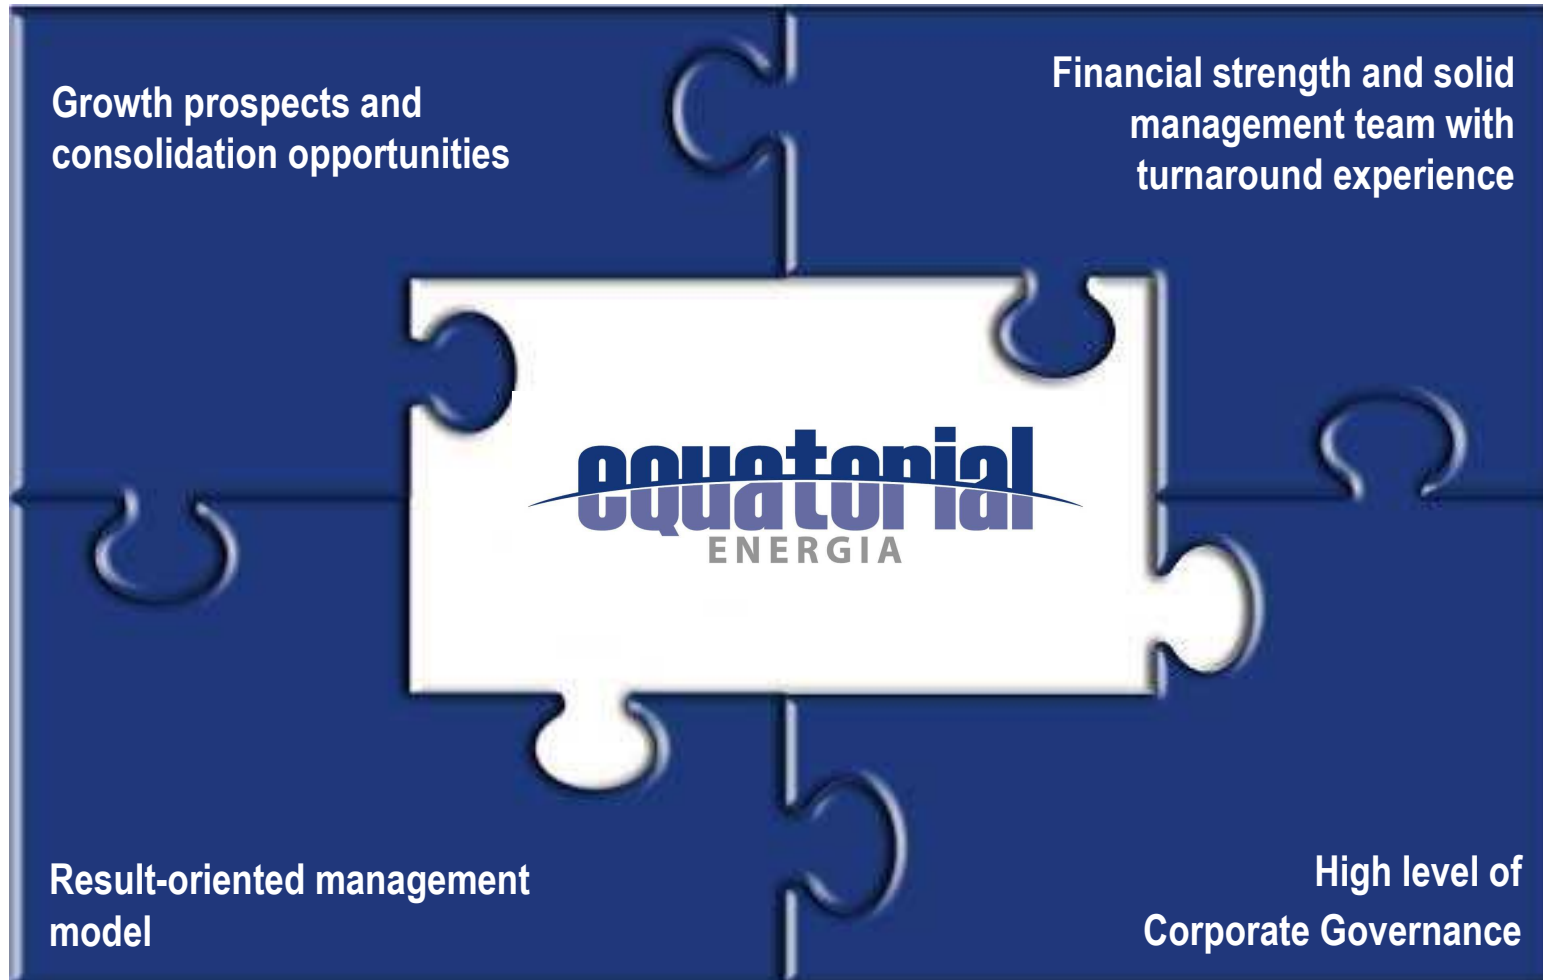 Growth prospects and
consolidation opportunities
Financial strength and solid
management team with
turnaround experience
equatorial
ENERGIA
Result-oriented management
model
High level of
Corporate Governance